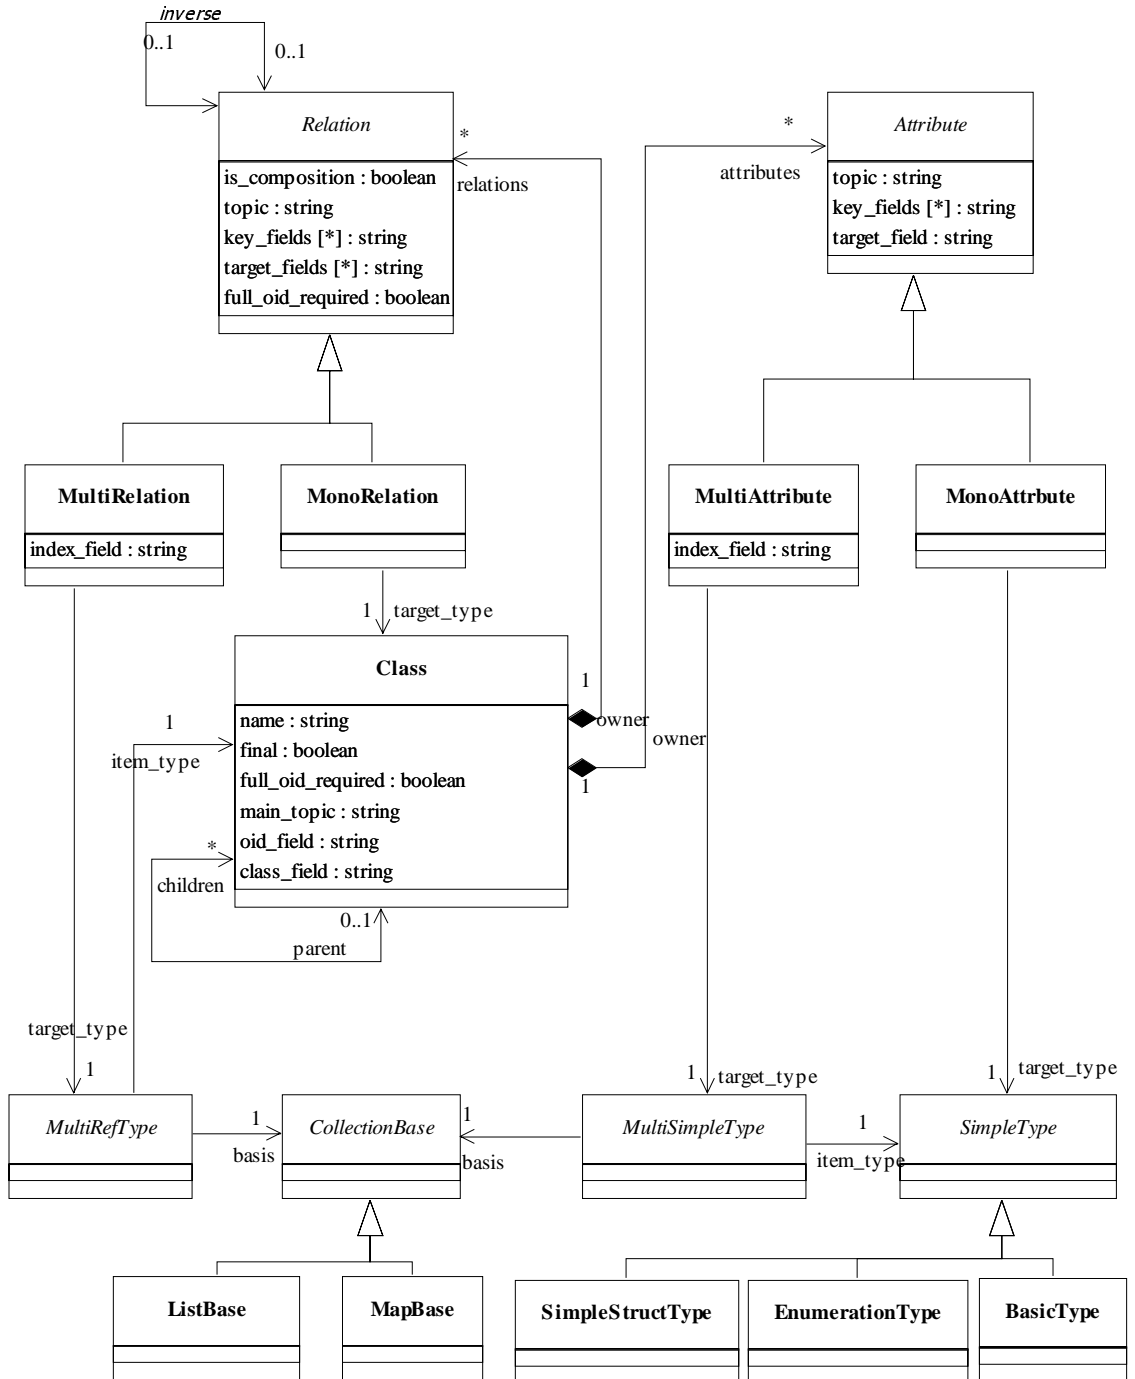 inverse
0..1
0..1
Relation
Attribute
*
*
relations
attributes
is_composition : boolean
topic : string
key_fields [*] : string
target_fields [*] : string
full_oid_required : boolean
topic : string
key_fields [*] : string
target_field : string
MultiRelation
MonoRelation
MultiAttribute
MonoAttrbute
index_field : string
index_field : string
1
target_type
Class
1
owner
owner
1
name : string
final : boolean
full_oid_required : boolean
main_topic : string
oid_field : string
class_field : string
1
item_type
*
children
0..1
parent
target_type
1
1
target_type
1
target_type
MultiRefType
CollectionBase
MultiSimpleType
SimpleType
1
basis
1
basis
1
item_type
ListBase
MapBase
SimpleStructType
EnumerationType
BasicType